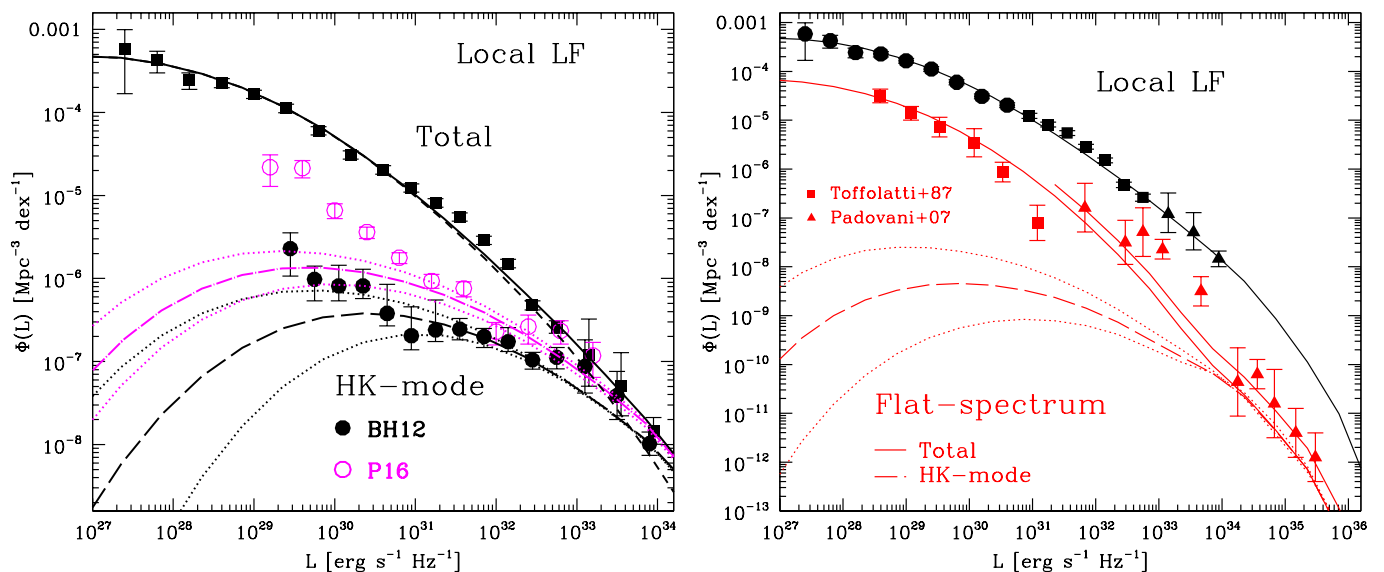 Local LF
Total
HK-mode
BH12
P16
0.001
10⁻⁴
10⁻⁵
10⁻⁶
10⁻⁷
10⁻⁸
Φ(L) [Mpc⁻³ dex⁻¹]
10²⁷
10²⁸
10²⁹
10³⁰
10³¹
10³²
10³³
10³⁴
L [erg s⁻¹ Hz⁻¹]
Local LF
Toffolatti+87
Padovani+07
Flat-spectrum
Total
HK-mode
0.001
10⁻⁴
10⁻⁵
10⁻⁶
10⁻⁷
10⁻⁸
10⁻⁹
10⁻¹⁰
10⁻¹¹
10⁻¹²
10⁻¹³
Φ(L) [Mpc⁻³ dex⁻¹]
10²⁷
10²⁸
10²⁹
10³⁰
10³¹
10³²
10³³
10³⁴
10³⁵
10³⁶
L [erg s⁻¹ Hz⁻¹]